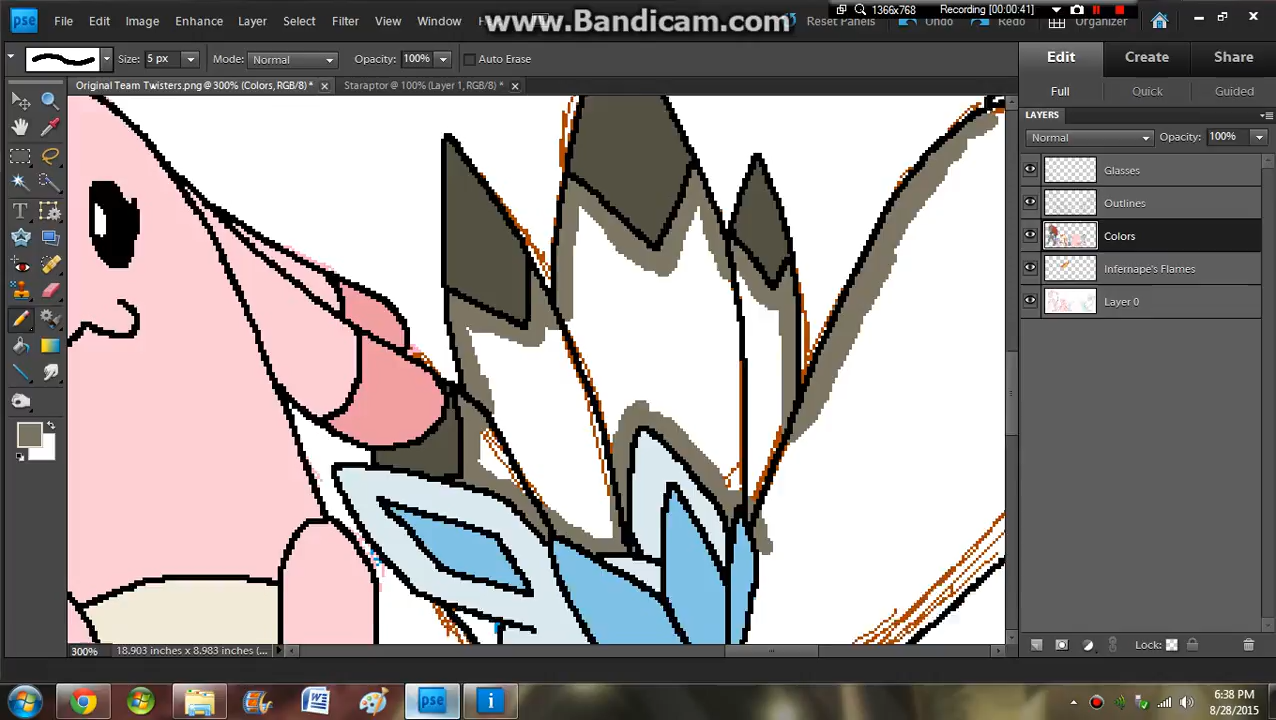 www.Bandicam.com
1366x768 Recording [00:00:41]
pse File Edit Image Enhance Layer Select Filter View Window Reset Panels Undo Redo Organizer
Size: 5 px Mode: Normal Opacity: 100% Auto Erase
Edit Create Share
Original Team Twisters.png @ 300% (Colors, RGB/8) * Staraptor @ 100% (Layer 1, RGB/8) *
Full Quick Guided
LAYERS
Normal Opacity: 100%
Glasses
Outlines
Colors
Infernape's Flames
Layer 0
300% 18.903 inches x 8.983 inches (...
Lock:
pse
6:38 PM
8/28/2015